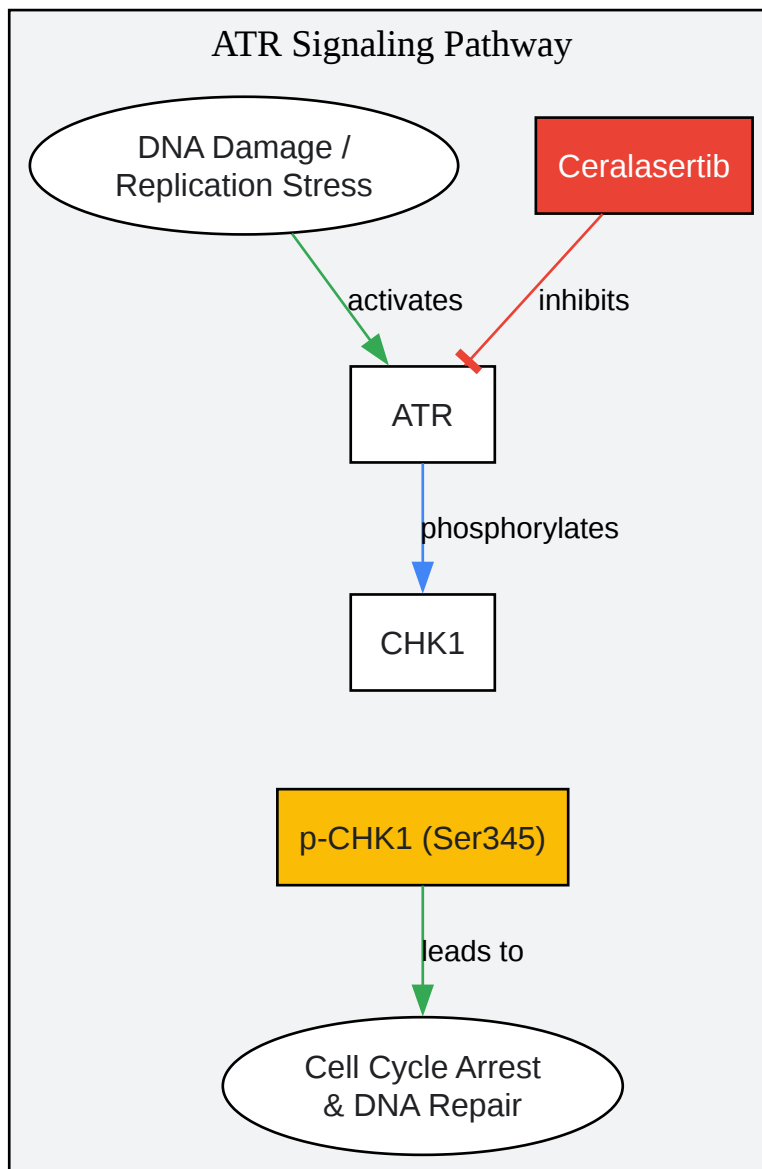 ATR Signaling Pathway
DNA Damage /
Replication Stress
Ceralasertib
activates
inhibits
ATR
phosphorylates
CHK1
p-CHK1 (Ser345)
leads to
Cell Cycle Arrest
& DNA Repair